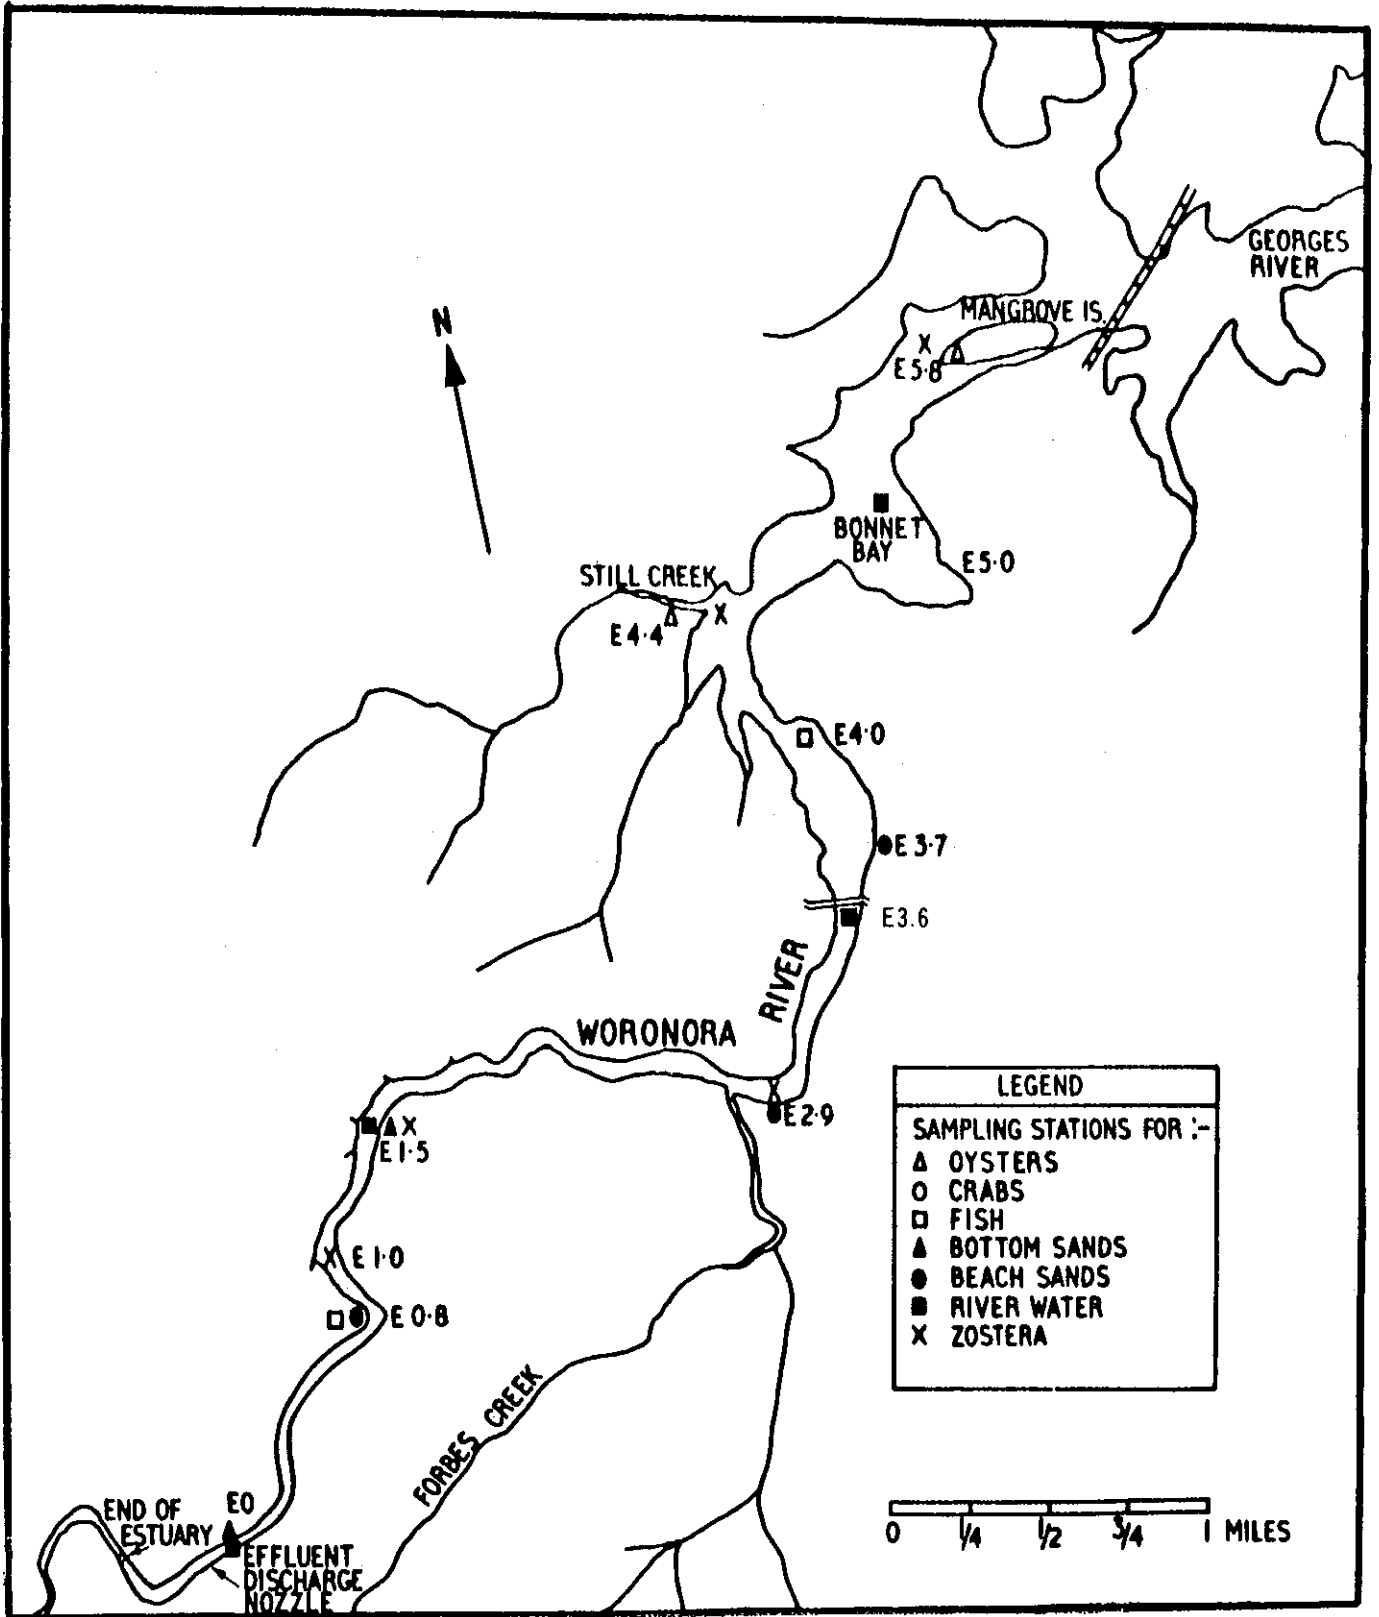 GEORGES
RIVER
N
MANGROVE IS.
E5·8
BONNET
BAY
E5·0
STILL CREEK
E4·4
E4·0
E3·7
E3.6
RIVER
WORONORA
E2·9
E1·5
E1·0
E0·8
FORBES CREEK
E0
END OF
ESTUARY
EFFLUENT
DISCHARGE
NOZZLE
LEGEND
SAMPLING STATIONS FOR :-
OYSTERS
CRABS
FISH
BOTTOM SANDS
BEACH SANDS
RIVER WATER
X ZOSTERA
0 1/4 1/2 3/4 1 MILES